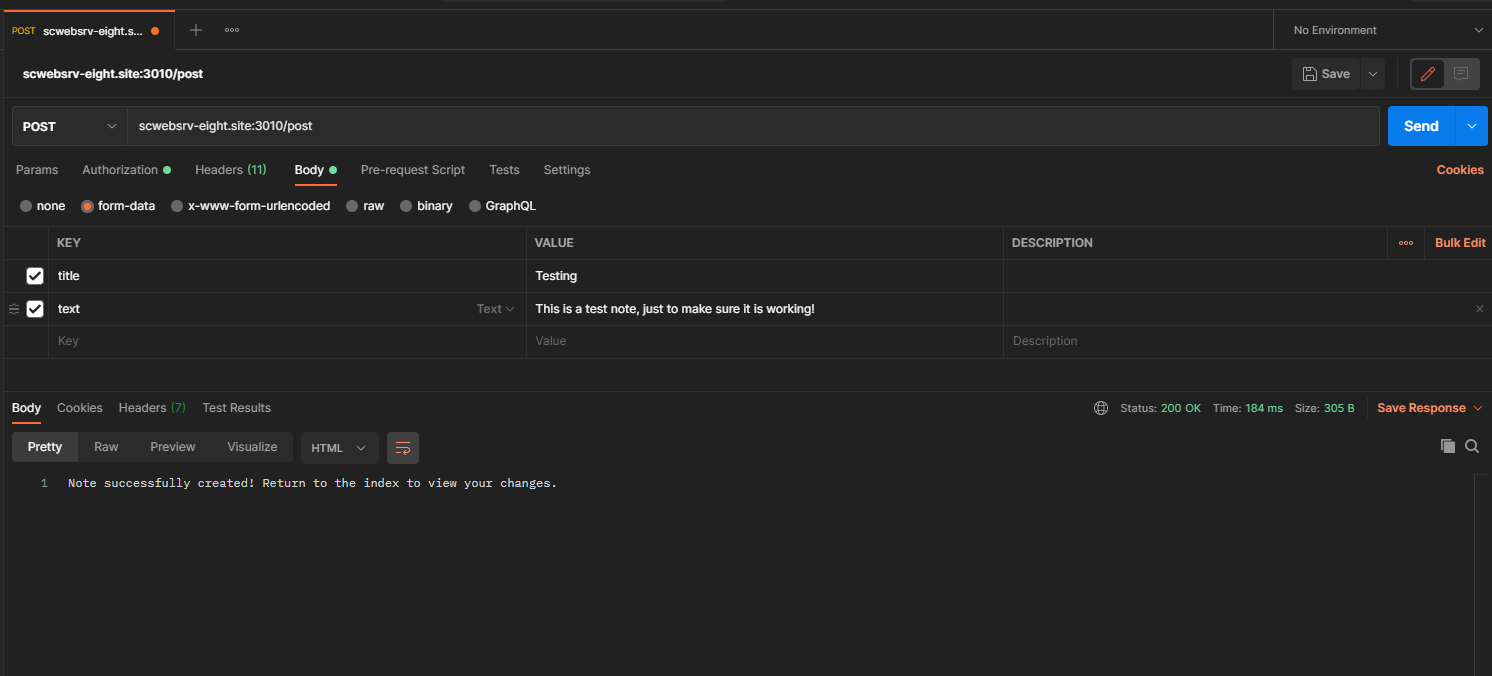 POST scwebsrv-eight.s... No Environment
scwebsrv-eight.site:3010/post Save
POST scwebsrv-eight.site:3010/post Send
Params Authorization Headers (11) Body Pre-request Script Tests Settings Cookies
none form-data x-www-form-urlencoded raw binary GraphQL
KEY VALUE DESCRIPTION Bulk Edit
title Testing
text Text This is a test note, just to make sure it is working!
Key Value Description
Body Cookies Headers (7) Test Results Status: 200 OK Time: 184 ms Size: 305 B Save Response
Pretty Raw Preview Visualize HTML
1 Note successfully created! Return to the index to view your changes.